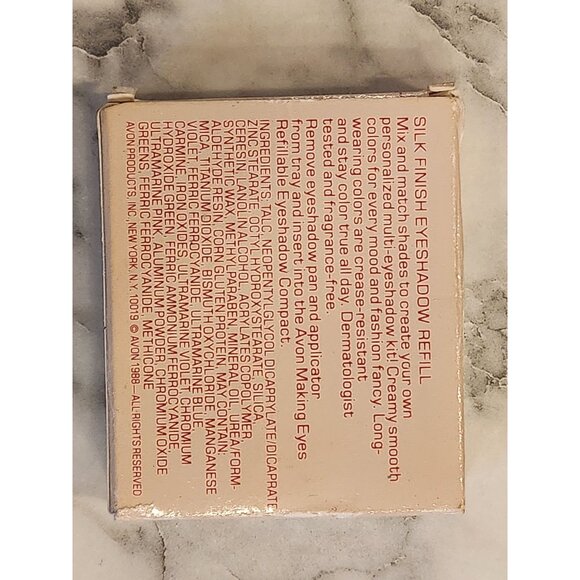 SILK FINISH EYESHADOW REFILL
Mix and match shades to create your own
personalized multi-eyeshadow kit! Creamy smooth
colors for every mood and fashion fancy. Long-
wearing colors are crease-resistant
and stay color true all day. Dermatologist
tested and fragrance-free.
Remove eyeshadow pan and applicator
from tray and insert into the Avon Making Eyes
Refillable Eyeshadow Compact.
INGREDIENTS: TALC, NEOPENTYL GLYCOL DICAPRYLATE/DICAPRATE,
ZINC STEARATE, OCTYL HYDROXYSTEARATE, SILICA,
CERESIN, LANOLIN ALCOHOL, ACRYLATES COPOLYMER,
SYNTHETIC WAX, METHYLPARABEN, MINERAL OIL, UREA/FORM-
ALDEHYDE RESIN, CORN GLUTEN PROTEIN, MAY CONTAIN:
MICA, TITANIUM DIOXIDE, BISMUTH OXYCHLORIDE, MANGANESE
VIOLET, FERRIC FERROCYANIDE, ULTRAMARINE BLUE,
CARMINE, IRON OXIDES, ULTRAMARINE VIOLET, CHROMIUM
HYDROXIDE GREEN, FERRIC AMMONIUM FERROCYANIDE,
ULTRAMARINE PINK, ALUMINUM POWDER, CHROMIUM OXIDE
GREENS, FERRIC FERROCYANIDE, METHICONE
AVON PRODUCTS, INC., NEW YORK, N.Y. 10019 © AVON 1988—ALL RIGHTS RESERVED